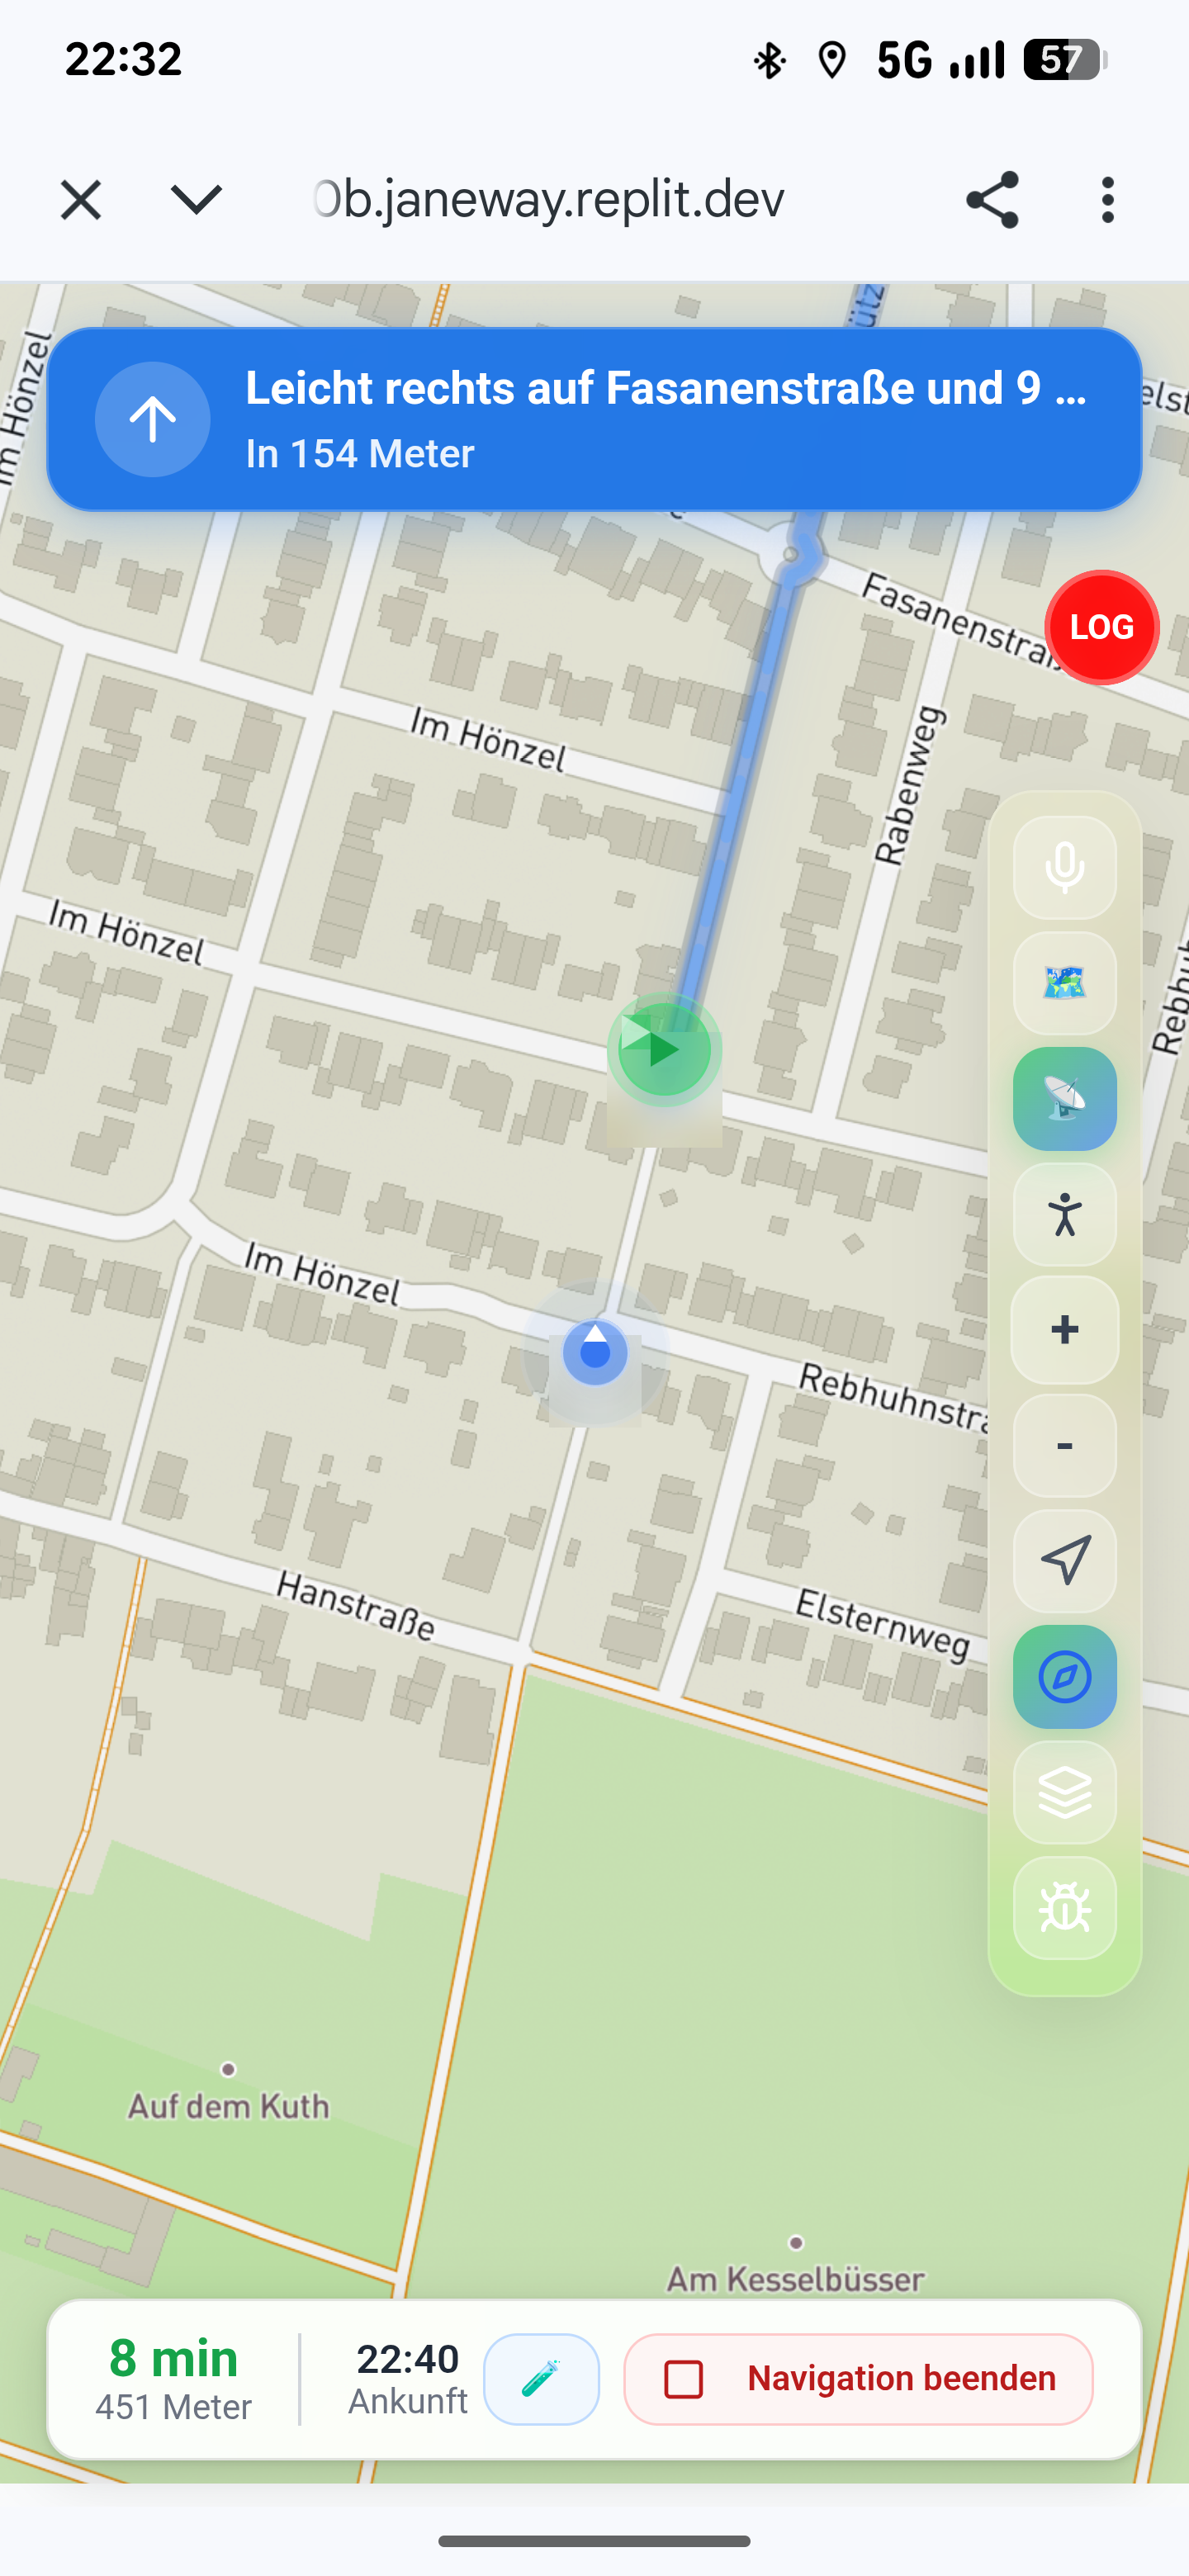 22:32
5G
57
0b.janeway.replit.dev
Im Hönzel
Leicht rechts auf Fasanenstraße und 9 ...
In 154 Meter
LOG
Im Hönzel
Rabenweg
Im Hönzel
Im Hönzel
+
-
Hanstraße
Elsternweg
Auf dem Kuth
Am Kesselbüsser
8 min
451 Meter
22:40
Ankunft
Navigation beenden